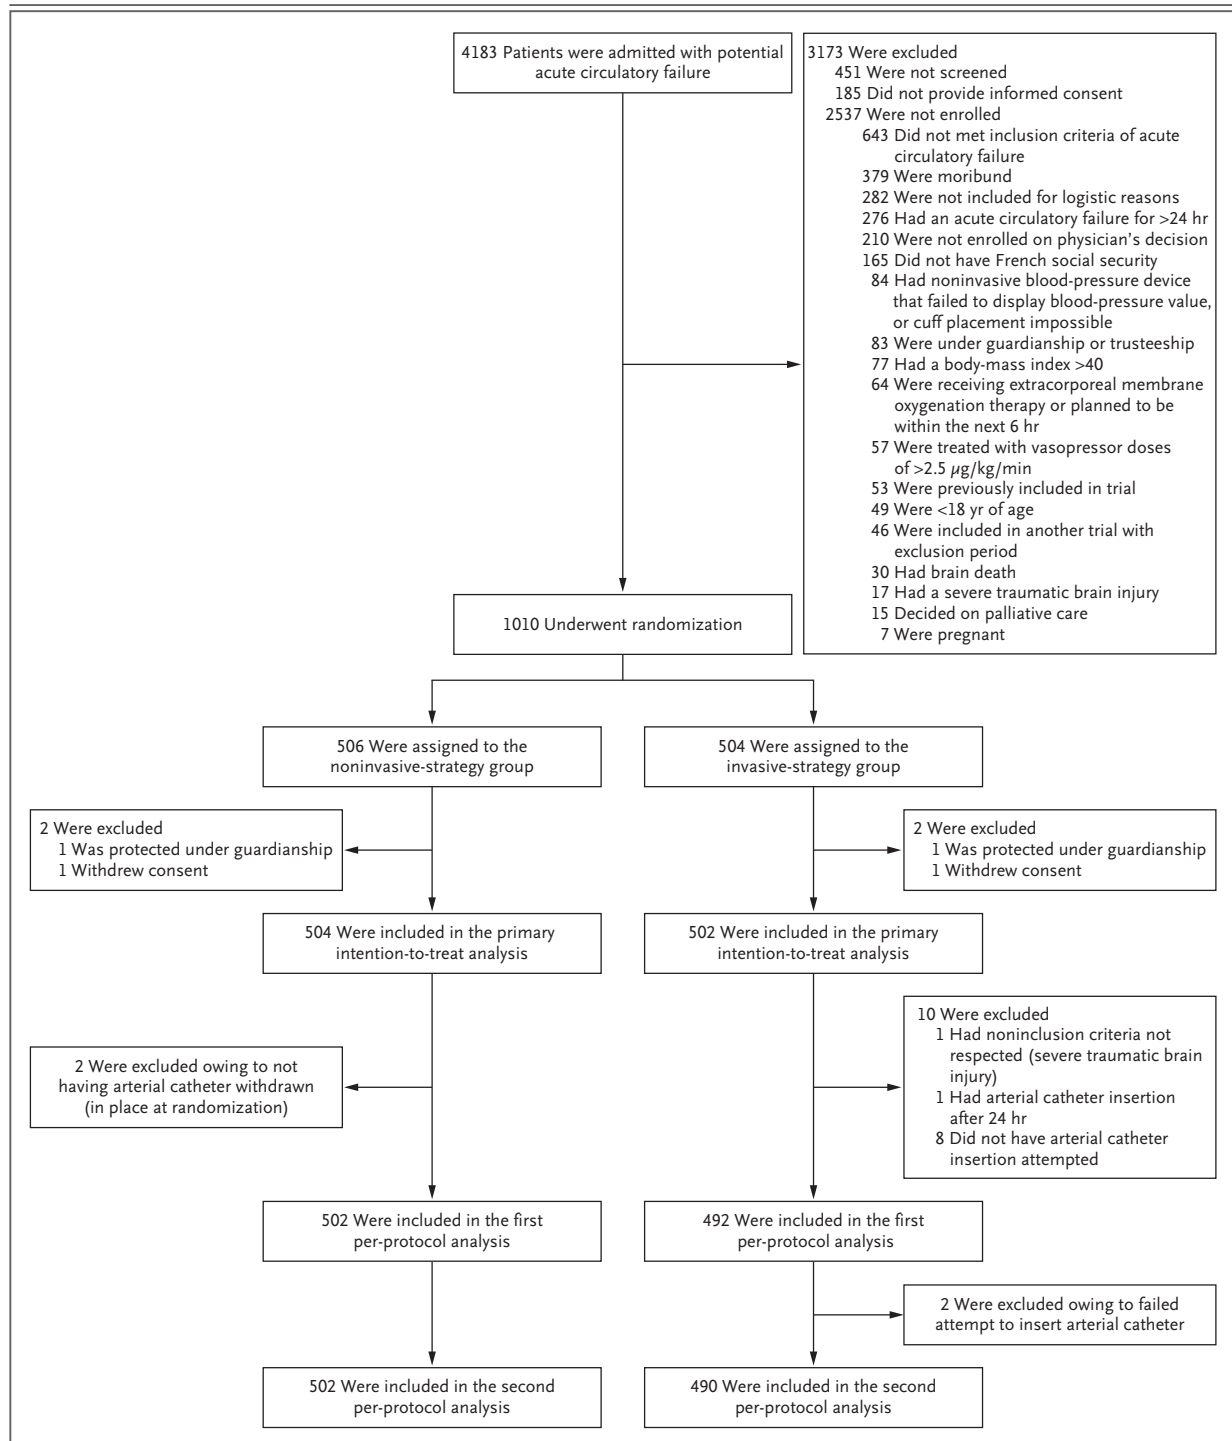 4183 Patients were admitted with potential
acute circulatory failure
3173 Were excluded
451 Were not screened
185 Did not provide informed consent
2537 Were not enrolled
643 Did not met inclusion criteria of acute
circulatory failure
379 Were moribund
282 Were not included for logistic reasons
276 Had an acute circulatory failure for >24 hr
210 Were not enrolled on physician’s decision
165 Did not have French social security
84 Had noninvasive blood-pressure device
that failed to display blood-pressure value,
or cuff placement impossible
83 Were under guardianship or trusteeship
77 Had a body-mass index >40
64 Were receiving extracorporeal membrane
oxygenation therapy or planned to be
within the next 6 hr
57 Were treated with vasopressor doses
of >2.5 µg/kg/min
53 Were previously included in trial
49 Were <18 yr of age
46 Were included in another trial with
exclusion period
30 Had brain death
17 Had a severe traumatic brain injury
15 Decided on palliative care
7 Were pregnant
1010 Underwent randomization
506 Were assigned to the
noninvasive-strategy group
504 Were assigned to the
invasive-strategy group
2 Were excluded
1 Was protected under guardianship
1 Withdrew consent
2 Were excluded
1 Was protected under guardianship
1 Withdrew consent
504 Were included in the primary
intention-to-treat analysis
502 Were included in the primary
intention-to-treat analysis
2 Were excluded owing to not
having arterial catheter withdrawn
(in place at randomization)
10 Were excluded
1 Had noninclusion criteria not
respected (severe traumatic brain
injury)
1 Had arterial catheter insertion
after 24 hr
8 Did not have arterial catheter
insertion attempted
502 Were included in the first
per-protocol analysis
492 Were included in the first
per-protocol analysis
2 Were excluded owing to failed
attempt to insert arterial catheter
502 Were included in the second
per-protocol analysis
490 Were included in the second
per-protocol analysis